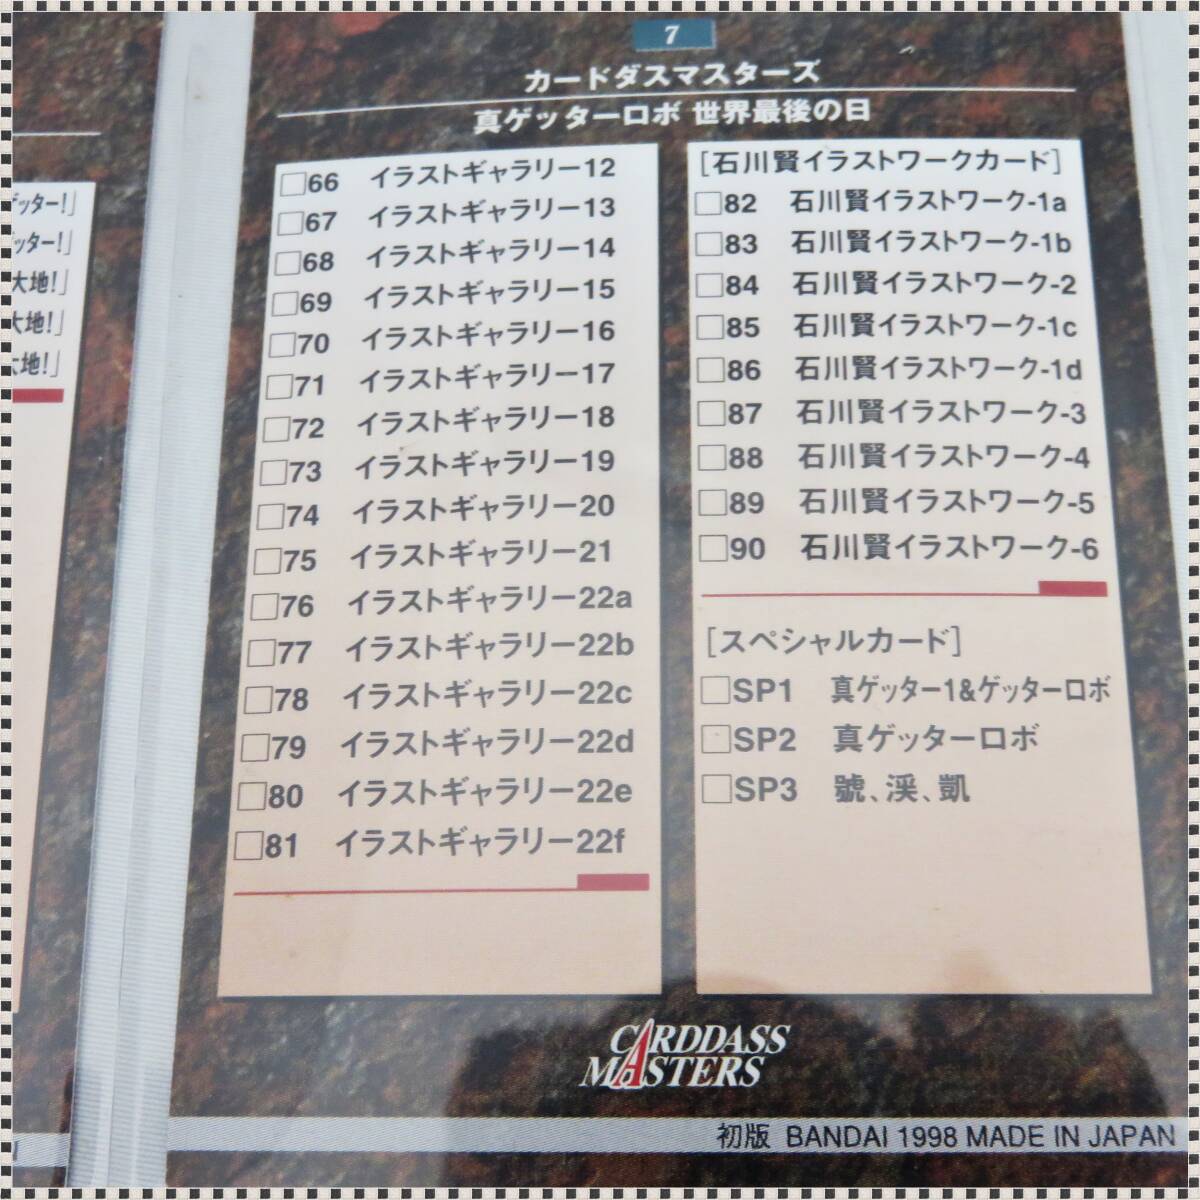 ゲッター!」
ゲッター!」
大地!」
大地!」
大地!」
7
カードダスマスターズ
真ゲッターロボ 世界最後の日
□66 イラストギャラリー12
□67 イラストギャラリー13
□68 イラストギャラリー14
□69 イラストギャラリー15
□70 イラストギャラリー16
□71 イラストギャラリー17
□72 イラストギャラリー18
□73 イラストギャラリー19
□74 イラストギャラリー20
□75 イラストギャラリー21
□76 イラストギャラリー22a
□77 イラストギャラリー22b
□78 イラストギャラリー22c
□79 イラストギャラリー22d
□80 イラストギャラリー22e
□81 イラストギャラリー22f
[石川賢イラストワークカード]
□82 石川賢イラストワーク-1a
□83 石川賢イラストワーク-1b
□84 石川賢イラストワーク-2
□85 石川賢イラストワーク-1c
□86 石川賢イラストワーク-1d
□87 石川賢イラストワーク-3
□88 石川賢イラストワーク-4
□89 石川賢イラストワーク-5
□90 石川賢イラストワーク-6
[スペシャルカード]
□SP1 真ゲッター1&ゲッターロボ
□SP2 真ゲッターロボ
□SP3 號、渓、凱
CARDDASS
MASTERS
初版 BANDAI 1998 MADE IN JAPAN